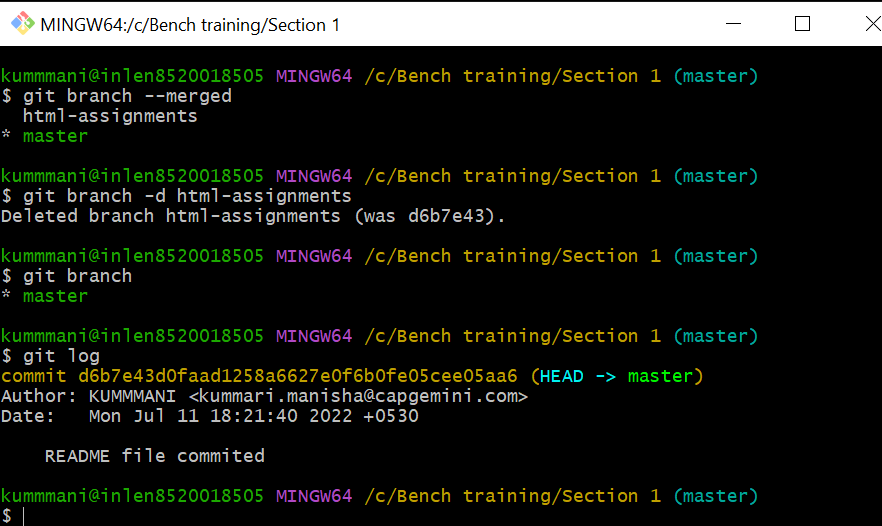 MINGW64:/c/Bench training/Section 1
kummmani@inlen8520018505 MINGW64 /c/Bench training/Section 1 (master)
$ git branch --merged
  html-assignments
* master
kummmani@inlen8520018505 MINGW64 /c/Bench training/Section 1 (master)
$ git branch -d html-assignments
Deleted branch html-assignments (was d6b7e43).
kummmani@inlen8520018505 MINGW64 /c/Bench training/Section 1 (master)
$ git branch
* master
kummmani@inlen8520018505 MINGW64 /c/Bench training/Section 1 (master)
$ git log
commit d6b7e43d0faad1258a6627e0f6b0fe05cee05aa6 (HEAD -> master)
Author: KUMMMANI <kummari.manisha@capgemini.com>
Date:   Mon Jul 11 18:21:40 2022 +0530
    README file commited
kummmani@inlen8520018505 MINGW64 /c/Bench training/Section 1 (master)
$